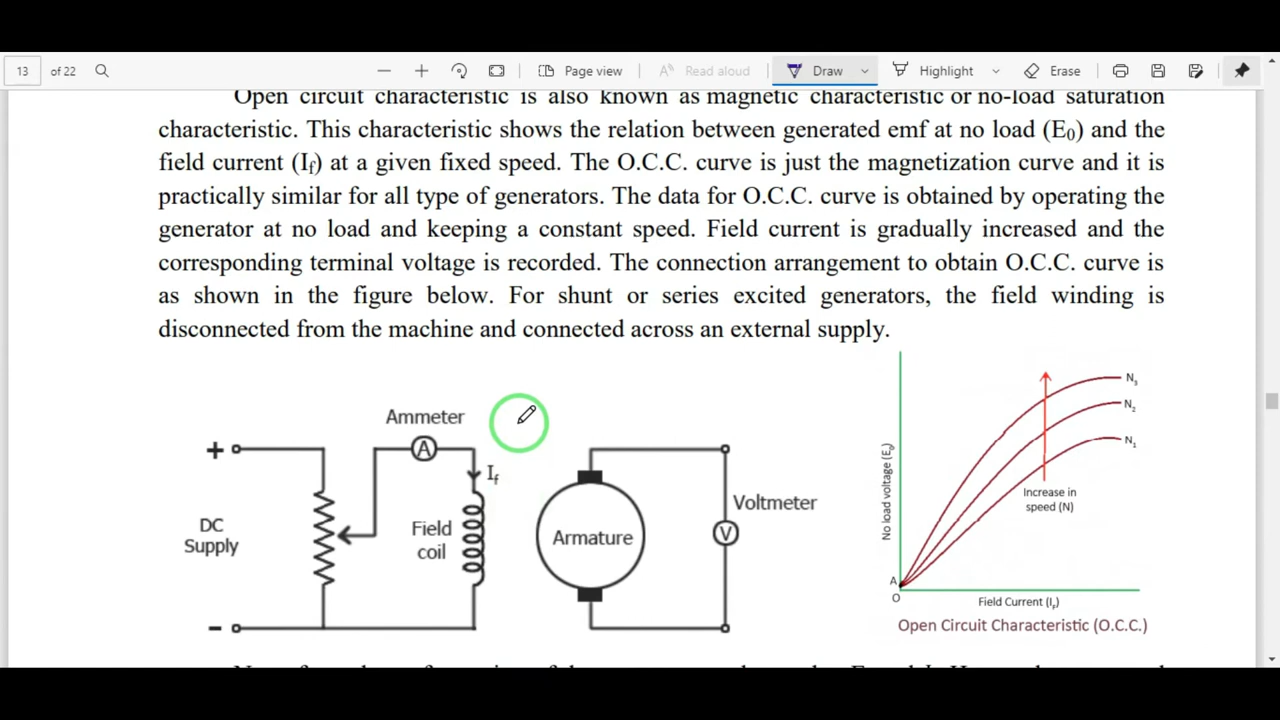 13 of 22 Page view Read aloud Draw Highlight Erase
Open circuit characteristic is also known as magnetic characteristic or no-load saturation
characteristic. This characteristic shows the relation between generated emf at no load (E0) and the
field current (If) at a given fixed speed. The O.C.C. curve is just the magnetization curve and it is
practically similar for all type of generators. The data for O.C.C. curve is obtained by operating the
generator at no load and keeping a constant speed. Field current is gradually increased and the
corresponding terminal voltage is recorded. The connection arrangement to obtain O.C.C. curve is
as shown in the figure below. For shunt or series excited generators, the field winding is
disconnected from the machine and connected across an external supply.
Ammeter
+
A
If
DC
Supply
Field
coil
-
Armature
Voltmeter
V
N3
N2
N1
No load voltage (E0)
Increase in
speed (N)
A
O
Field Current (If)
Open Circuit Characteristic (O.C.C.)